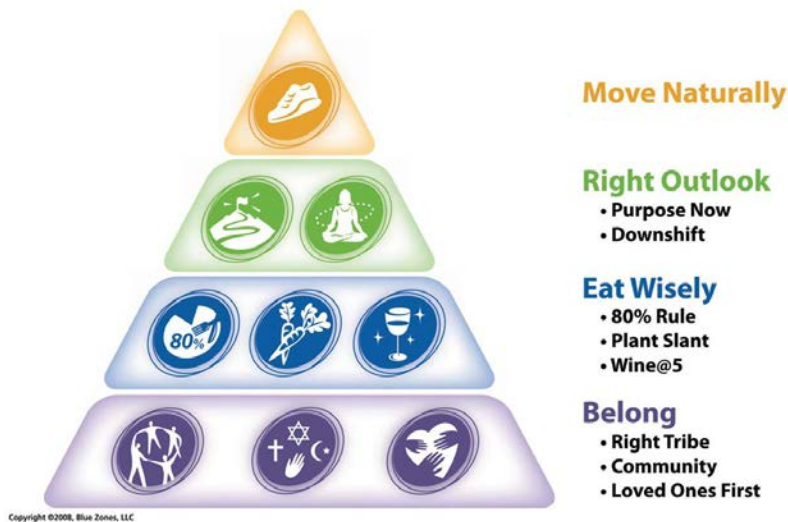 Move Naturally
Right Outlook
• Purpose Now
• Downshift
80%
Eat Wisely
• 80% Rule
• Plant Slant
• Wine@5
Belong
• Right Tribe
• Community
• Loved Ones First
Copyright ©2008, Blue Zones, LLC